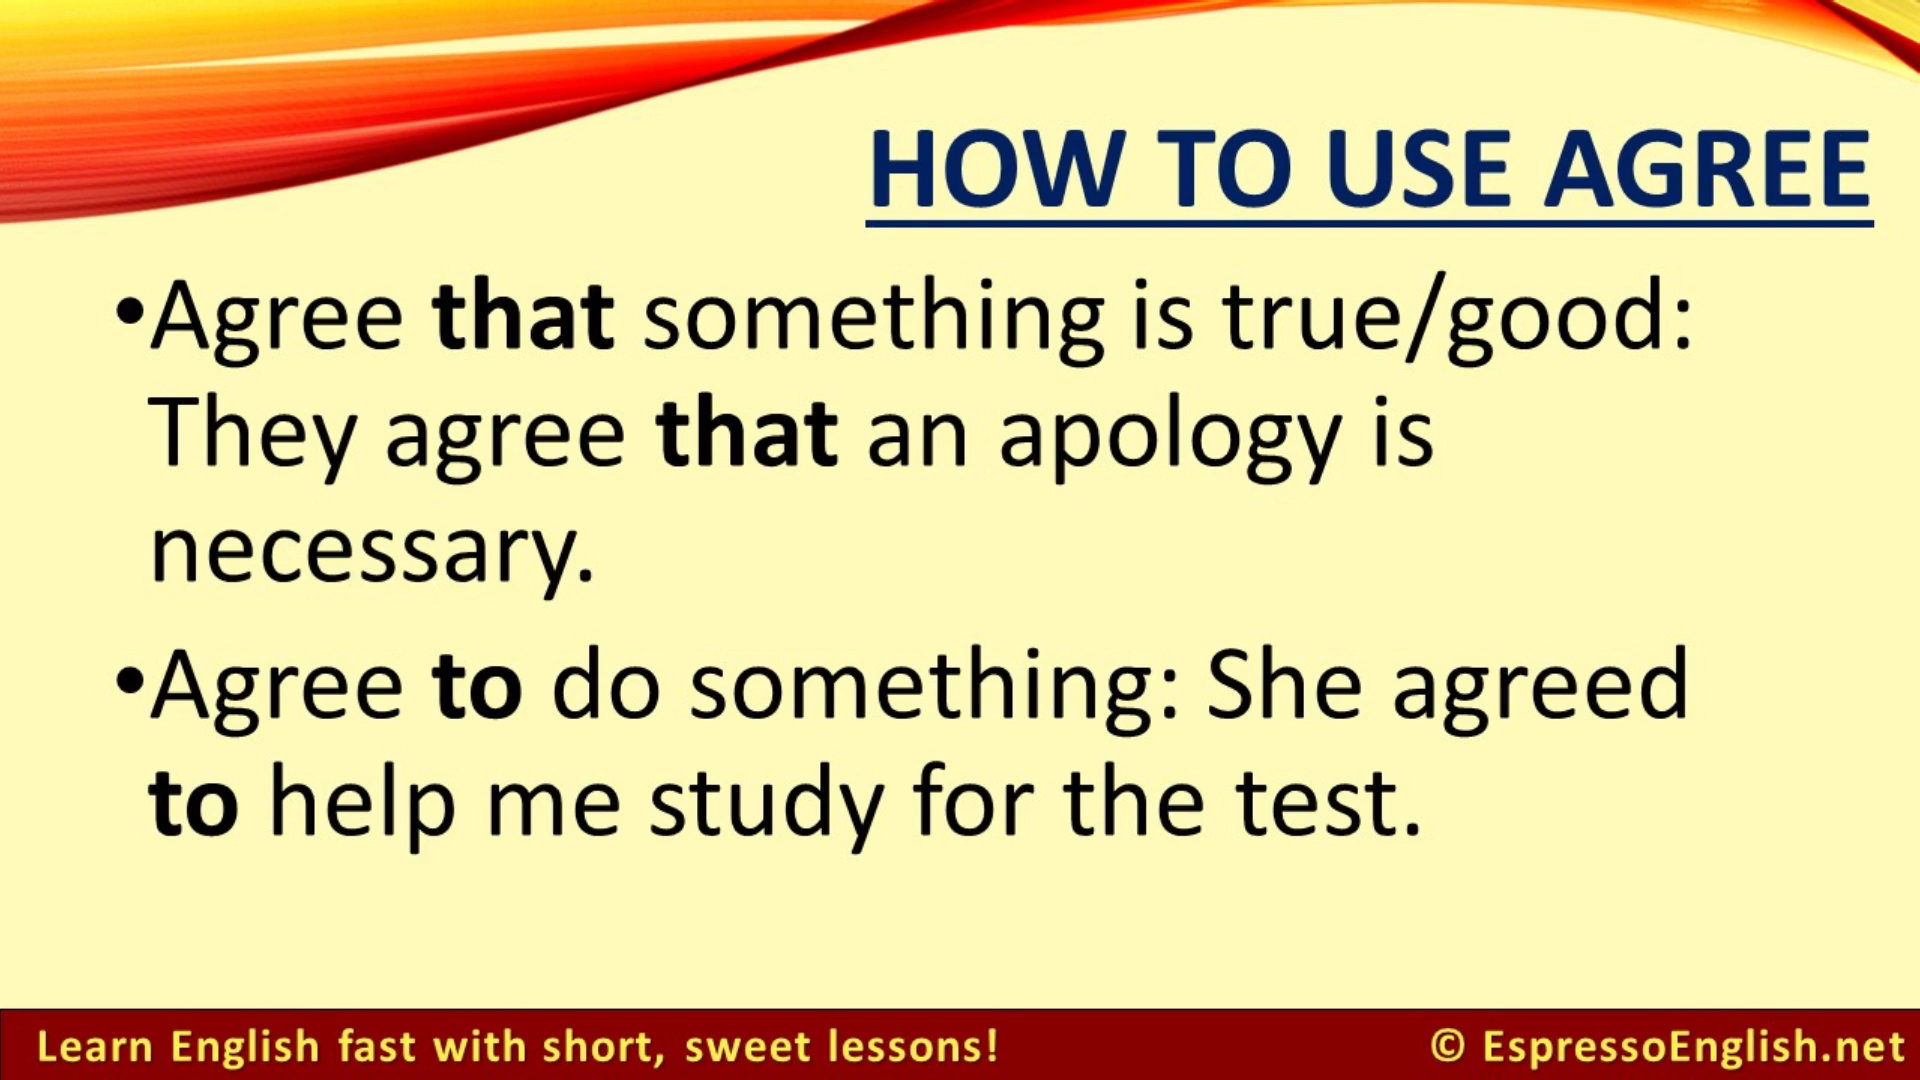 HOW TO USE AGREE
•Agree that something is true/good:
They agree that an apology is
necessary.
•Agree to do something: She agreed
to help me study for the test.
Learn English fast with short, sweet lessons!
© EspressoEnglish.net